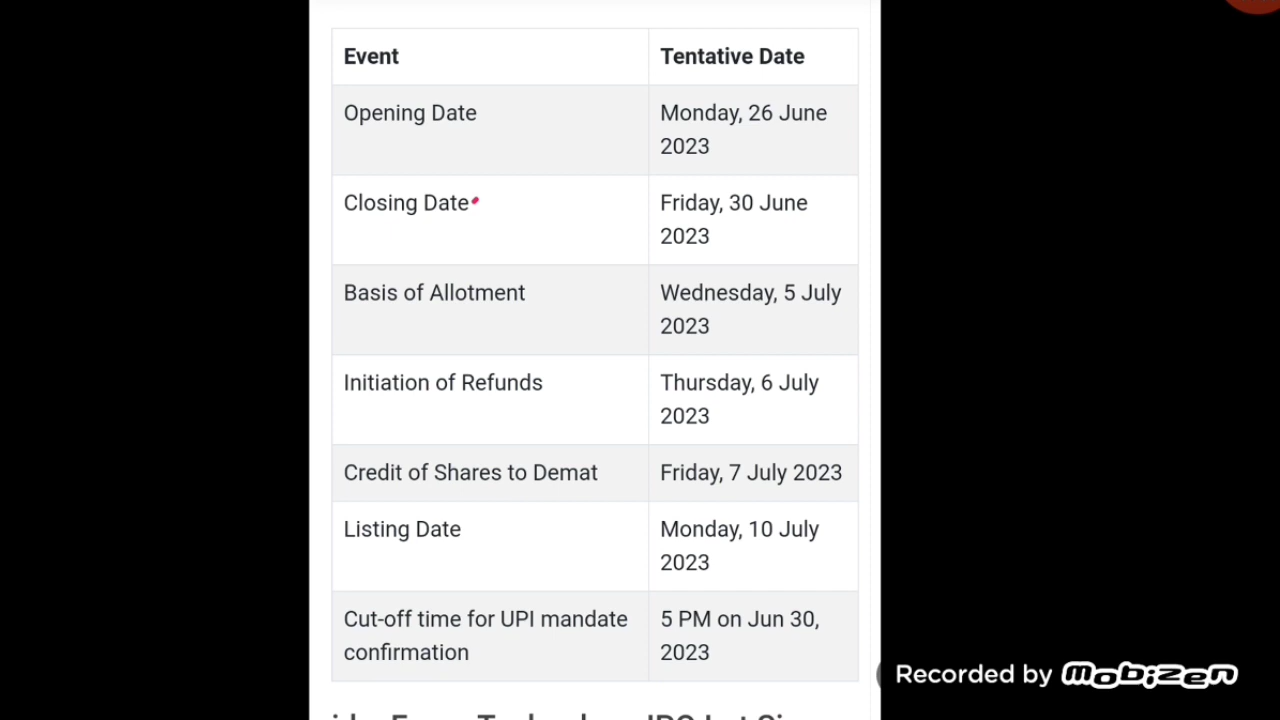 Event Tentative Date
Opening Date Monday, 26 June
2023
Closing Date Friday, 30 June
2023
Basis of Allotment Wednesday, 5 July
2023
Initiation of Refunds Thursday, 6 July
2023
Credit of Shares to Demat Friday, 7 July 2023
Listing Date Monday, 10 July
2023
Cut-off time for UPI mandate 5 PM on Jun 30,
confirmation 2023
Recorded by mobizen
IPO Lot